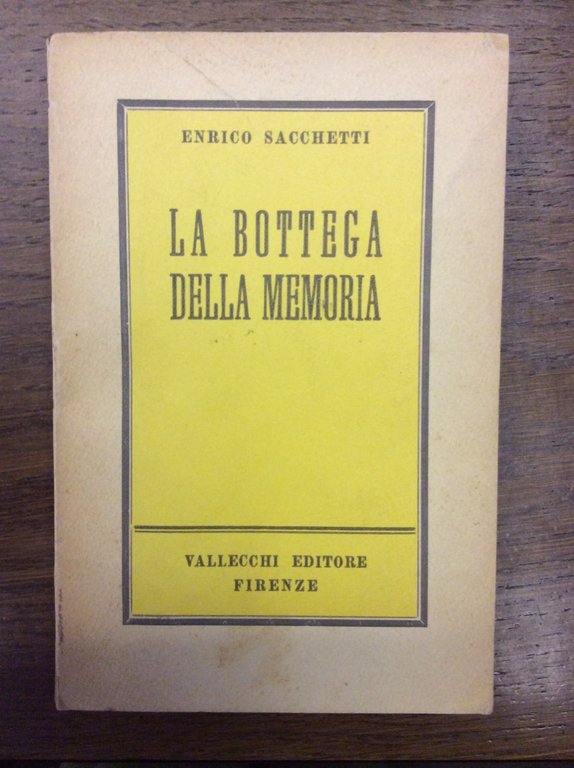 ENRICO SACCHETTI
LA BOTTEGA
DELLA MEMORIA
VALLECCHI EDITORE
FIRENZE